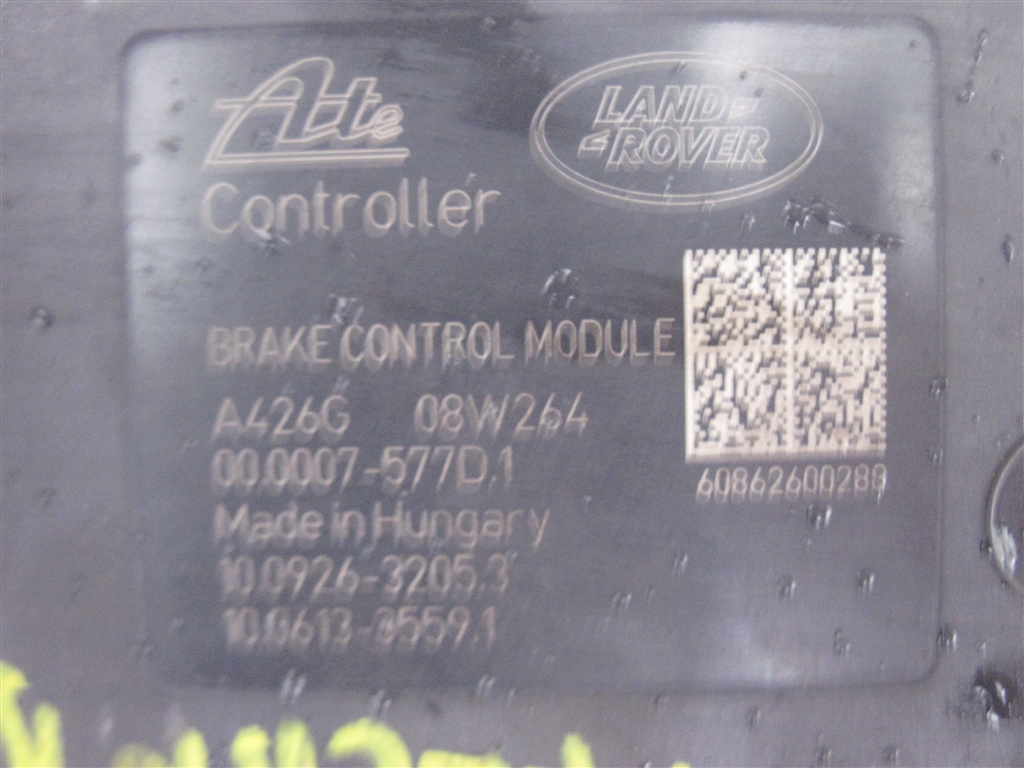 Ate
LAND
ROVER
Controller
BRAKE CONTROL MODULE
A426G 08W264
00.0007-577D.1
60862600288
Made in Hungary
10.0926-3205.3
10.0613-3559.1